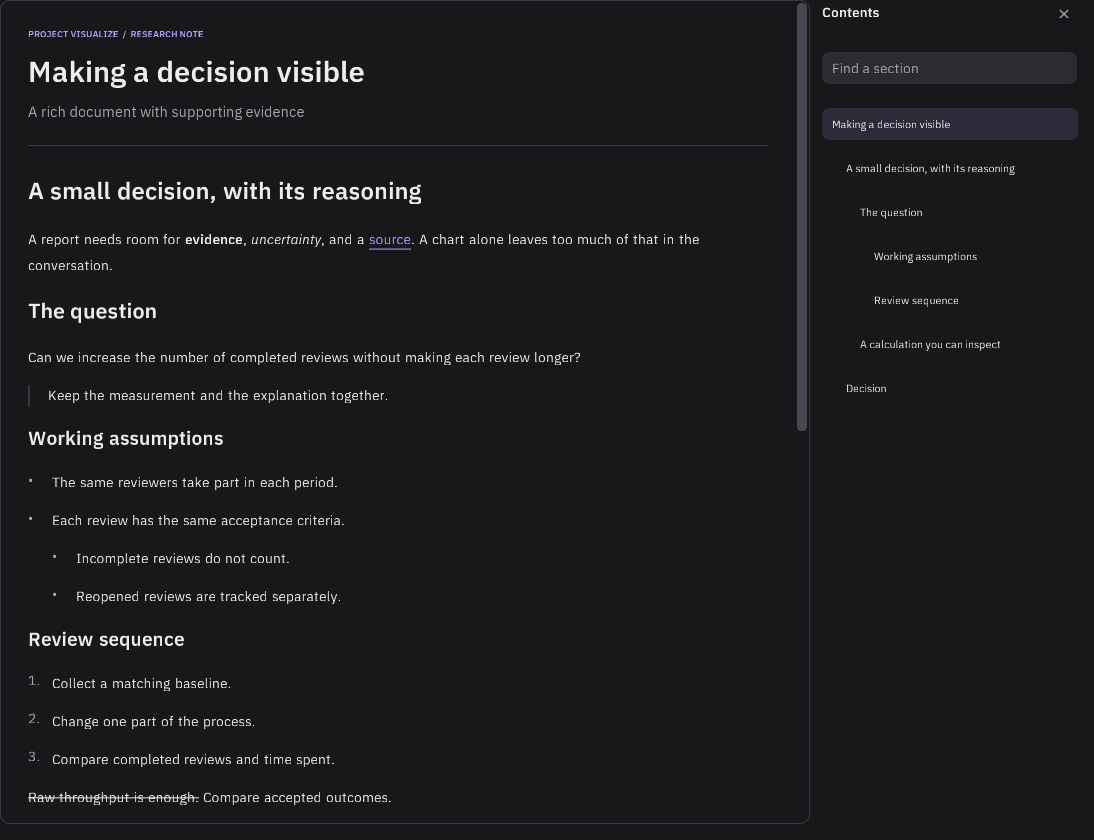 PROJECT VISUALIZE / RESEARCH NOTE
Making a decision visible
A rich document with supporting evidence
A small decision, with its reasoning
A report needs room for evidence, uncertainty, and a source. A chart alone leaves too much of that in the
conversation.
The question
Can we increase the number of completed reviews without making each review longer?
Keep the measurement and the explanation together.
Working assumptions
• The same reviewers take part in each period.
• Each review has the same acceptance criteria.
• Incomplete reviews do not count.
• Reopened reviews are tracked separately.
Review sequence
1. Collect a matching baseline.
2. Change one part of the process.
3. Compare completed reviews and time spent.
Raw throughput is enough. Compare accepted outcomes.
Contents
Find a section
Making a decision visible
A small decision, with its reasoning
The question
Working assumptions
Review sequence
A calculation you can inspect
Decision